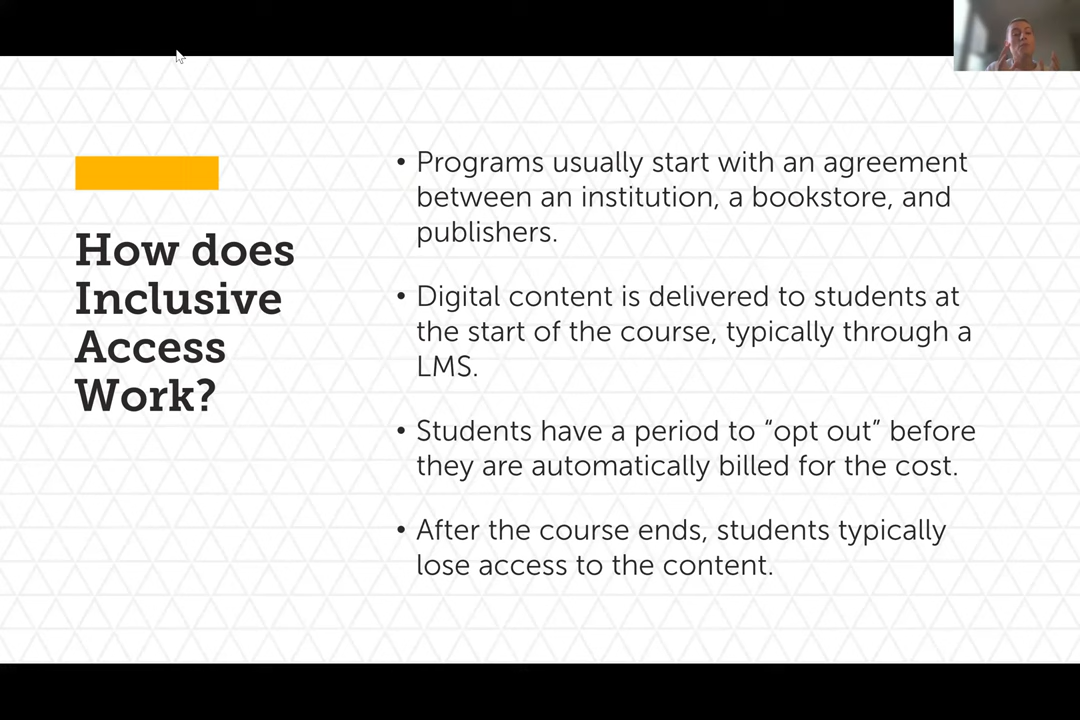 How does
Inclusive
Access
Work?
• Programs usually start with an agreement
between an institution, a bookstore, and
publishers.
• Digital content is delivered to students at
the start of the course, typically through a
LMS.
• Students have a period to “opt out” before
they are automatically billed for the cost.
• After the course ends, students typically
lose access to the content.